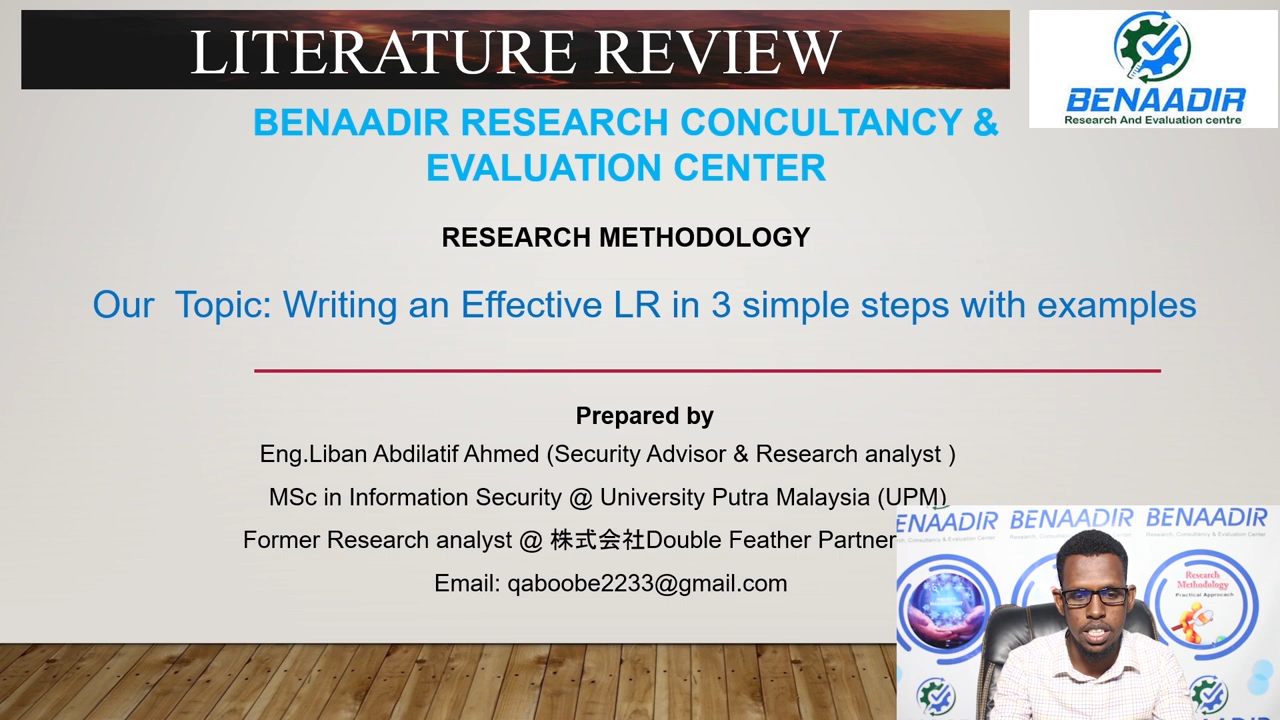 LITERATURE REVIEW
BENAADIR
Research And Evaluation centre
BENAADIR RESEARCH CONCULTANCY &
EVALUATION CENTER
RESEARCH METHODOLOGY
Our Topic: Writing an Effective LR in 3 simple steps with examples
Prepared by
Eng.Liban Abdilatif Ahmed (Security Advisor & Research analyst )
MSc in Information Security @ University Putra Malaysia (UPM)
Former Research analyst @ 株式会社Double Feather Partner
Email: qaboobe2233@gmail.com
ENAADIR BENAADIR BENAADIR
Research
Methodology
Practical Approach